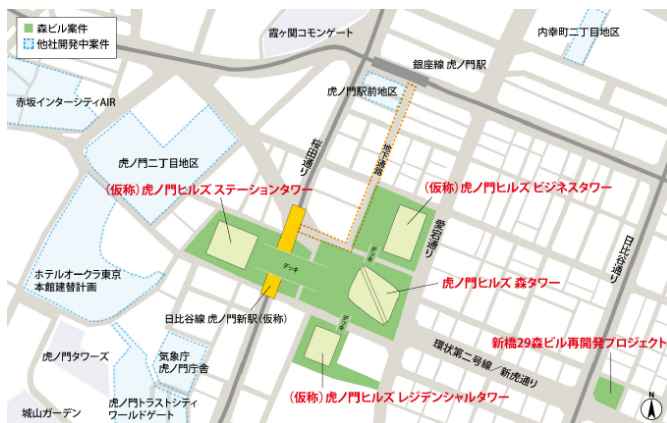 森ビル案件
他社開発中案件
霞ヶ関コモンゲート
内幸町二丁目地区
銀座線 虎ノ門駅
赤坂インターシティAIR
虎ノ門駅前地区
桜田通り
地下通路
虎ノ門二丁目地区
(仮称)虎ノ門ヒルズ ステーションタワー
(仮称)虎ノ門ヒルズ ビジネスタワー
愛宕通り
日比谷通り
デッキ
デッキ
ホテルオークラ東京
本館建替計画
虎ノ門ヒルズ 森タワー
日比谷線 虎ノ門新駅(仮称)
デッキ
新橋29森ビル再開発プロジェクト
環状第二号線/新虎通り
虎ノ門タワーズ
気象庁
虎ノ門庁舎
(仮称)虎ノ門ヒルズ レジデンシャルタワー
虎ノ門トラストシティ
ワールドゲート
城山ガーデン
N